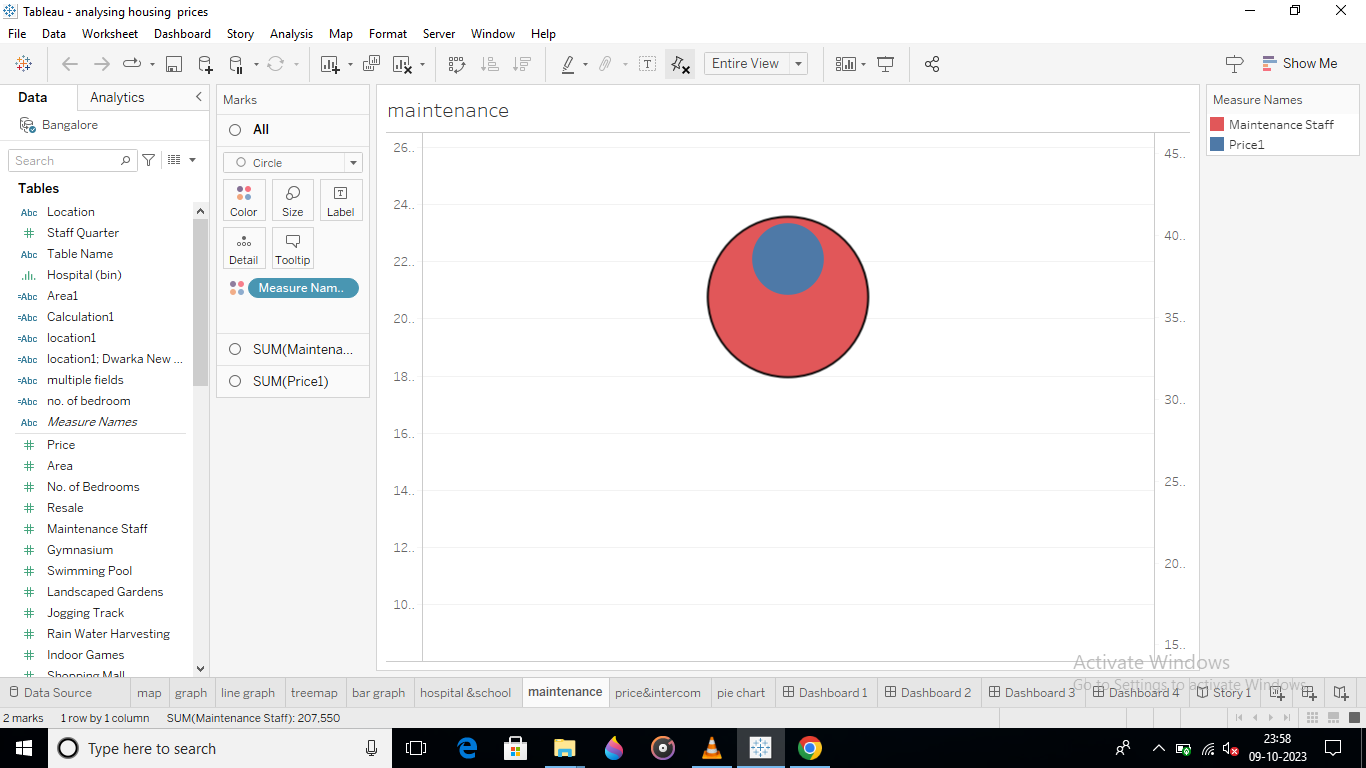 Tableau - analysing housing  prices
File Data Worksheet Dashboard Story Analysis Map Format Server Window Help
Entire View
Show Me
Data Analytics
Bangalore
Search
Tables
Abc Location
# Staff Quarter
Abc Table Name
Hospital (bin)
=Abc Area1
=Abc Calculation1
=Abc location1
=Abc location1; Dwarka New ...
=Abc multiple fields
=Abc no. of bedroom
Abc Measure Names
# Price
# Area
# No. of Bedrooms
# Resale
# Maintenance Staff
# Gymnasium
# Swimming Pool
# Landscaped Gardens
# Jogging Track
# Rain Water Harvesting
# Indoor Games
# Shopping Mall
Marks
All
Circle
Color Size Label
Detail Tooltip
Measure Nam..
SUM(Maintena...
SUM(Price1)
maintenance
26..
24..
22..
20..
18..
16..
14..
12..
10..
45..
40..
35..
30..
25..
20..
15..
Measure Names
Maintenance Staff
Price1
Activate Windows
Go to Settings to activate Windows.
Data Source map graph line graph treemap bar graph hospital &school maintenance price&intercom pie chart Dashboard 1 Dashboard 2 Dashboard 3 Dashboard 4 Story 1
2 marks 1 row by 1 column SUM(Maintenance Staff): 207,550
Type here to search
23:58
09-10-2023